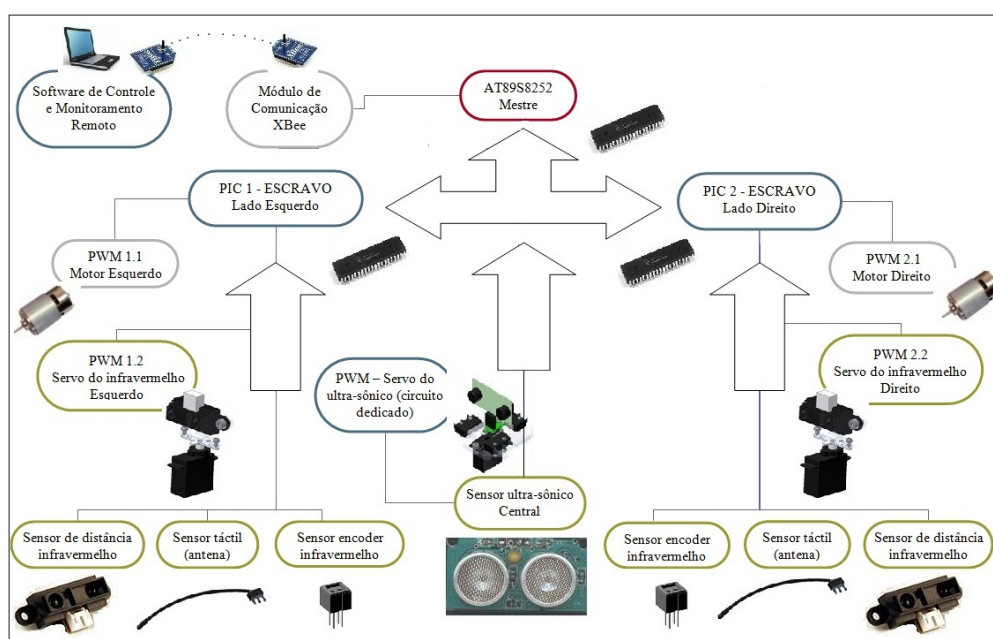 Software de Controle
e Monitoramento
Remoto
Módulo de
Comunicação
XBee
AT89S8252
Mestre
PIC 1 - ESCRAVO
Lado Esquerdo
PIC 2 - ESCRAVO
Lado Direito
PWM 1.1
Motor Esquerdo
PWM 2.1
Motor Direito
PWM 1.2
Servo do infravermelho
Esquerdo
PWM – Servo do
ultra-sônico (circuito
dedicado)
PWM 2.2
Servo do infravermelho
Direito
Sensor ultra-sônico
Central
Sensor de distância
infravermelho
Sensor táctil
(antena)
Sensor encoder
infravermelho
Sensor encoder
infravermelho
Sensor táctil
(antena)
Sensor de distância
infravermelho